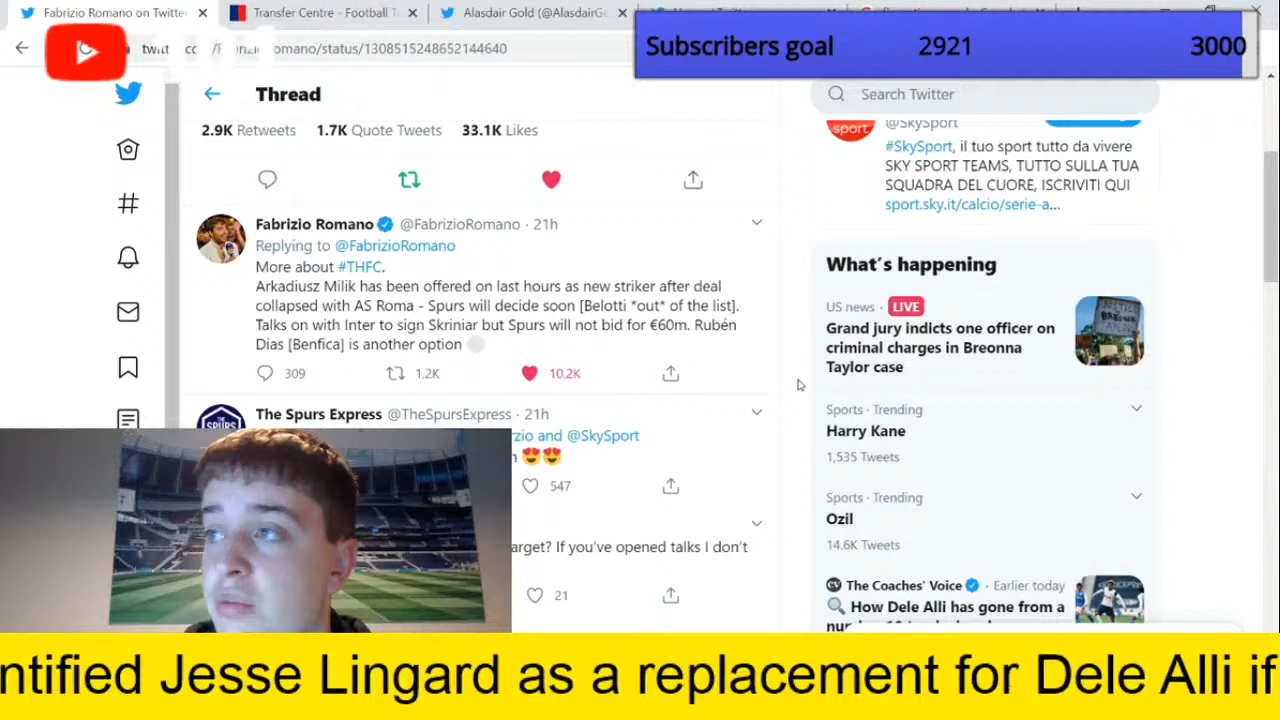 Fabrizio Romano on Twitter
Transfer Centre - Football T
Alasdair Gold (@AlasdairGo
Subscribers goal 2921 3000
omano/status/1308515248652144640
Thread
Search Twitter
2.9K Retweets 1.7K Quote Tweets 33.1K Likes
sport
@SkySport
#SkySport, il tuo sport tutto da vivere
SKY SPORT TEAMS, TUTTO SULLA TUA
SQUADRA DEL CUORE, ISCRIVITI QUI
sport.sky.it/calcio/serie-a...
Fabrizio Romano @FabrizioRomano · 21h
Replying to @FabrizioRomano
More about #THFC.
Arkadiusz Milik has been offered on last hours as new striker after deal
collapsed with AS Roma - Spurs will decide soon [Belotti *out* of the list].
Talks on with Inter to sign Skriniar but Spurs will not bid for €60m. Rubén
Dias [Benfica] is another option
309 1.2K 10.2K
The Spurs Express @TheSpursExpress · 21h
rzio and @SkySport
547
arget? If you've opened talks I don't
21
What's happening
US news · LIVE
Grand jury indicts one officer on
criminal charges in Breonna
Taylor case
Sports · Trending
Harry Kane
1,535 Tweets
Sports · Trending
Ozil
14.6K Tweets
The Coaches' Voice · Earlier today
How Dele Alli has gone from a
ntified Jesse Lingard as a replacement for Dele Alli if